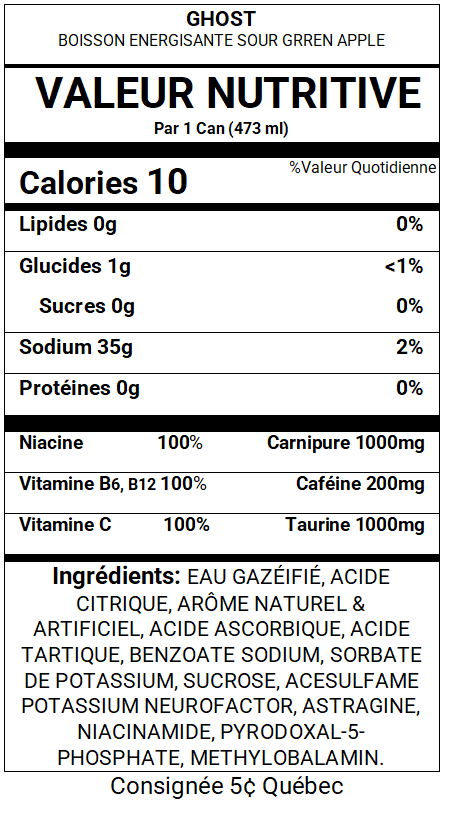 GHOST
BOISSON ENERGISANTE SOUR GRREN APPLE
VALEUR NUTRITIVE
Par 1 Can (473 ml)
%Valeur Quotidienne
Calories 10
Lipides 0g 0%
Glucides 1g <1%
Sucres 0g 0%
Sodium 35g 2%
Protéines 0g 0%
Niacine 100% Carnipure 1000mg
Vitamine B6, B12 100% Caféine 200mg
Vitamine C 100% Taurine 1000mg
Ingrédients: EAU GAZÉIFIÉ, ACIDE
CITRIQUE, ARÔME NATUREL &
ARTIFICIEL, ACIDE ASCORBIQUE, ACIDE
TARTIQUE, BENZOATE SODIUM, SORBATE
DE POTASSIUM, SUCROSE, ACESULFAME
POTASSIUM NEUROFACTOR, ASTRAGINE,
NIACINAMIDE, PYRODOXAL-5-
PHOSPHATE, METHYLOBALAMIN.
Consignée 5¢ Québec